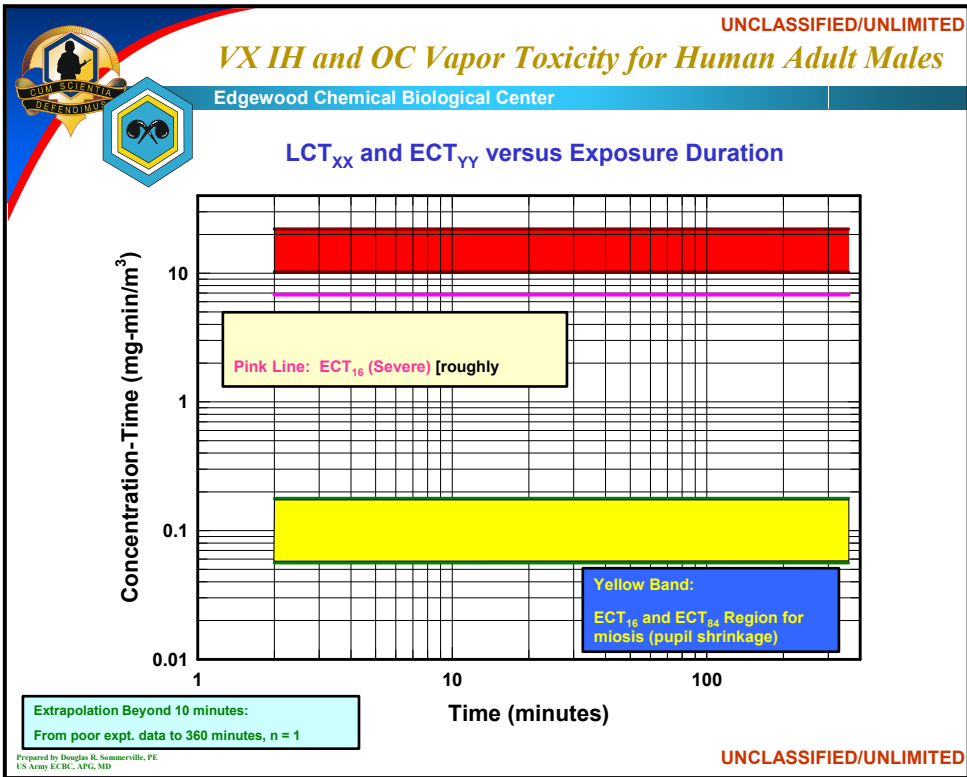 UNCLASSIFIED/UNLIMITED
VX IH and OC Vapor Toxicity for Human Adult Males
CUM SCIENTIA
DEFENDIMUS
Edgewood Chemical Biological Center
LCT_XX and ECT_YY versus Exposure Duration
Concentration-Time (mg-min/m³)
10
1
0.1
0.01
Pink Line: ECT₁₆ (Severe) [roughly
Yellow Band:
ECT₁₆ and ECT₈₄ Region for
miosis (pupil shrinkage)
1
10
100
Time (minutes)
Extrapolation Beyond 10 minutes:
From poor expt. data to 360 minutes, n = 1
Prepared by Douglas R. Sommerville, PE
US Army ECBC, APG, MD
UNCLASSIFIED/UNLIMITED